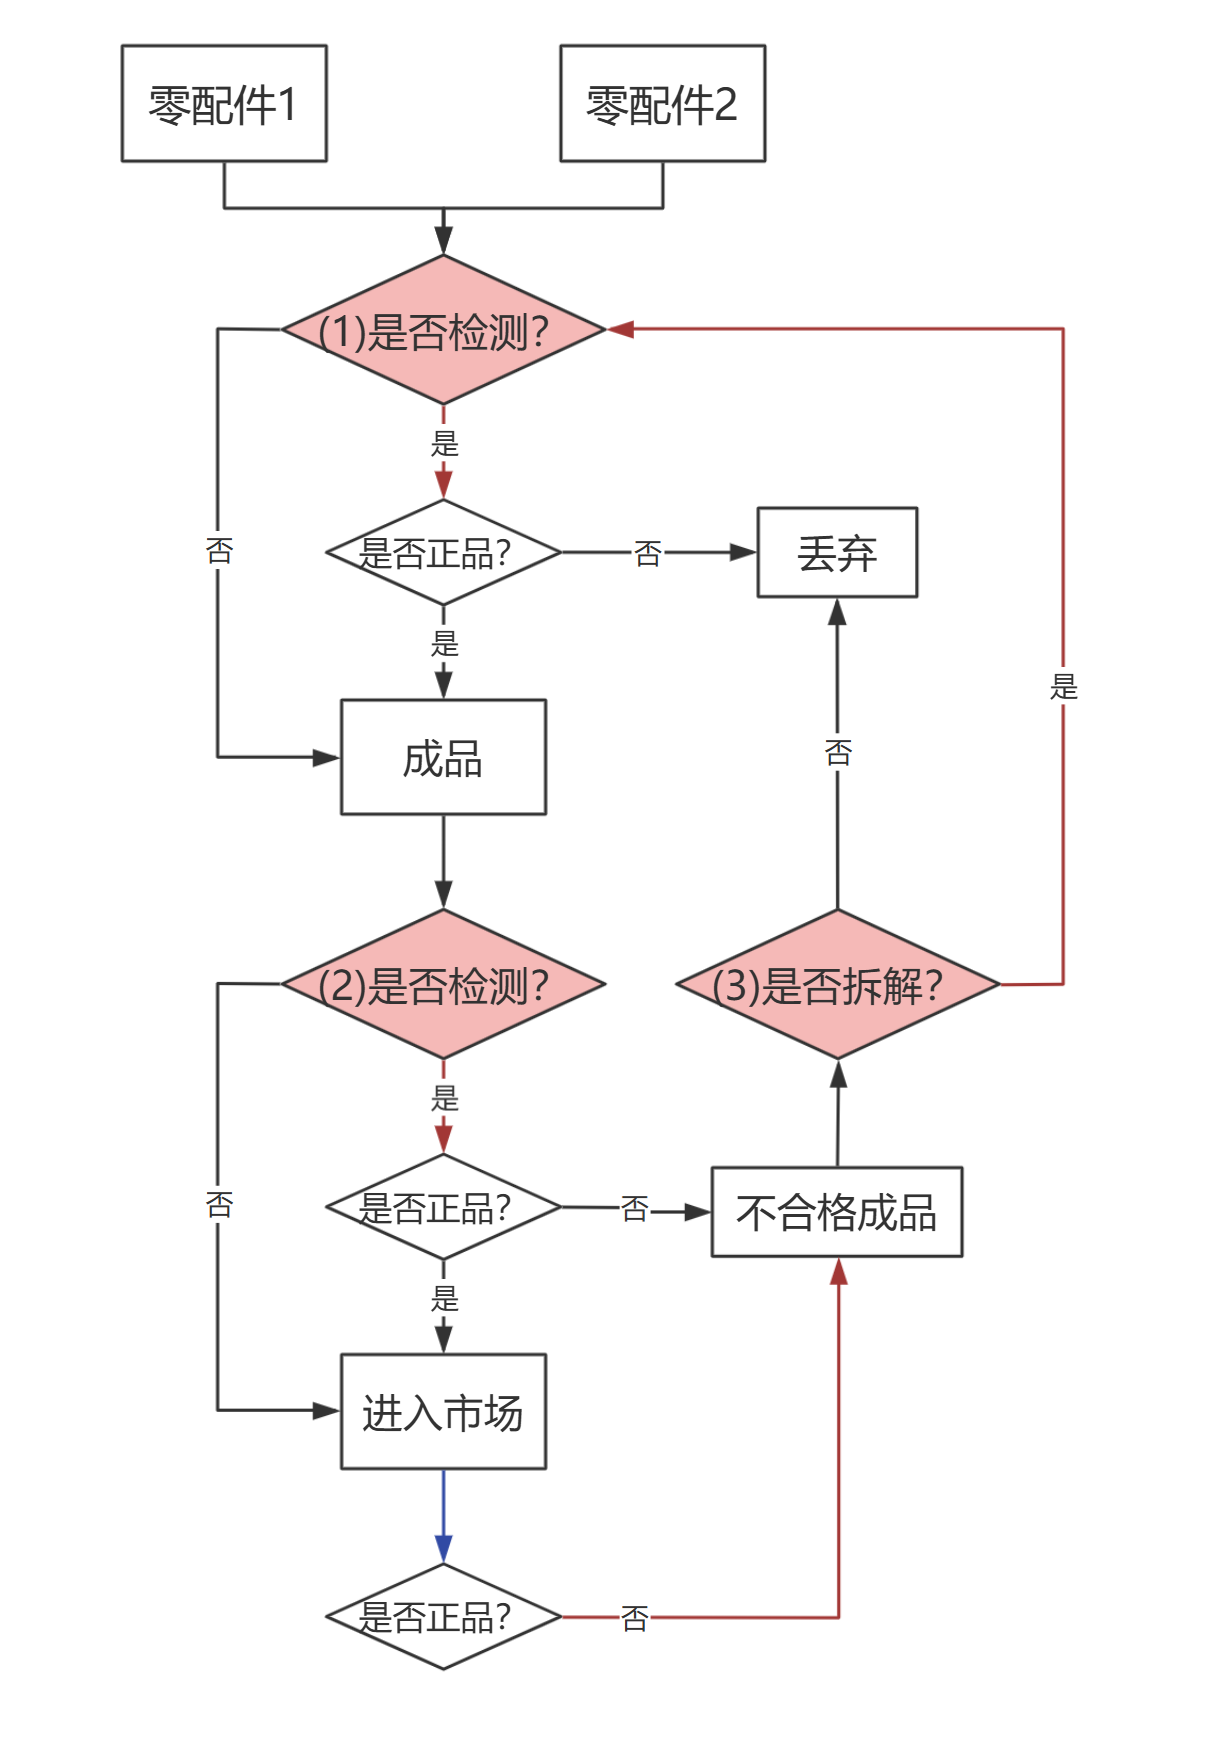 零配件1
零配件2
(1)是否检测?
是
否
是否正品?
否
丢弃
是
成品
否
是
(2)是否检测?
(3)是否拆解?
是
否
是否正品?
否
不合格成品
是
进入市场
是否正品?
否